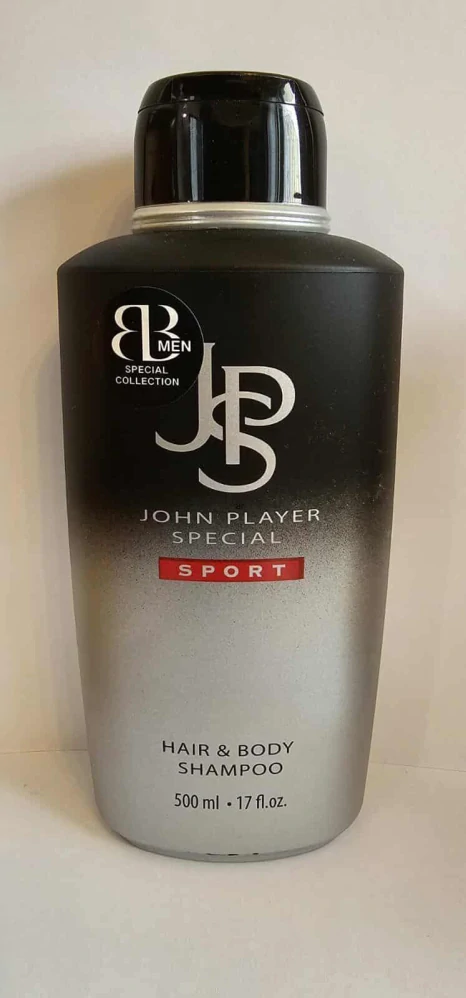 BB MEN
SPECIAL
COLLECTION
JPS
JOHN PLAYER
SPECIAL
SPORT
HAIR & BODY
SHAMPOO
500 ml • 17 fl.oz.